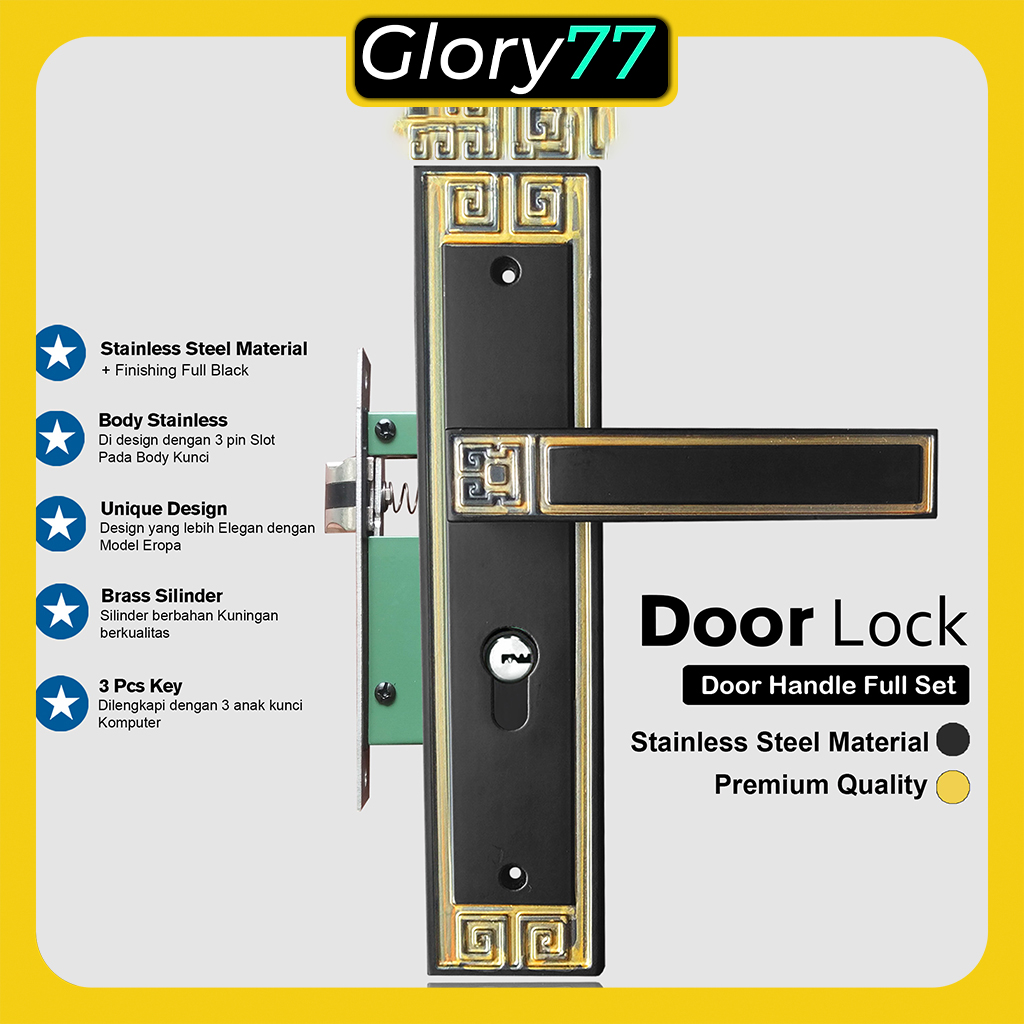 Glory77
Stainless Steel Material
+ Finishing Full Black
Body Stainless
Di design dengan 3 pin Slot
Pada Body Kunci
Unique Design
Design yang lebih Elegan dengan
Model Eropa
Brass Silinder
Silinder berbahan Kuningan
berkualitas
3 Pcs Key
Dilengkapi dengan 3 anak kunci
Komputer
Door Lock
Door Handle Full Set
Stainless Steel Material
Premium Quality